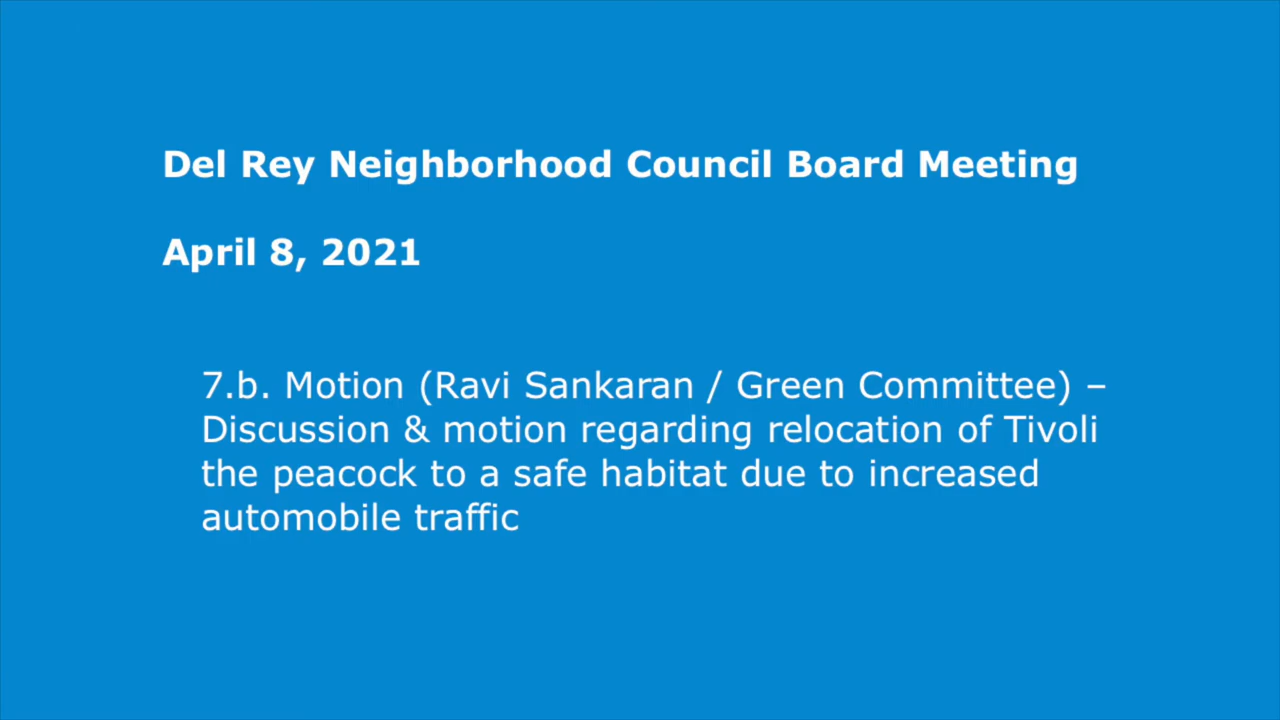 Del Rey Neighborhood Council Board Meeting
April 8, 2021
7.b. Motion (Ravi Sankaran / Green Committee) –
Discussion & motion regarding relocation of Tivoli
the peacock to a safe habitat due to increased
automobile traffic